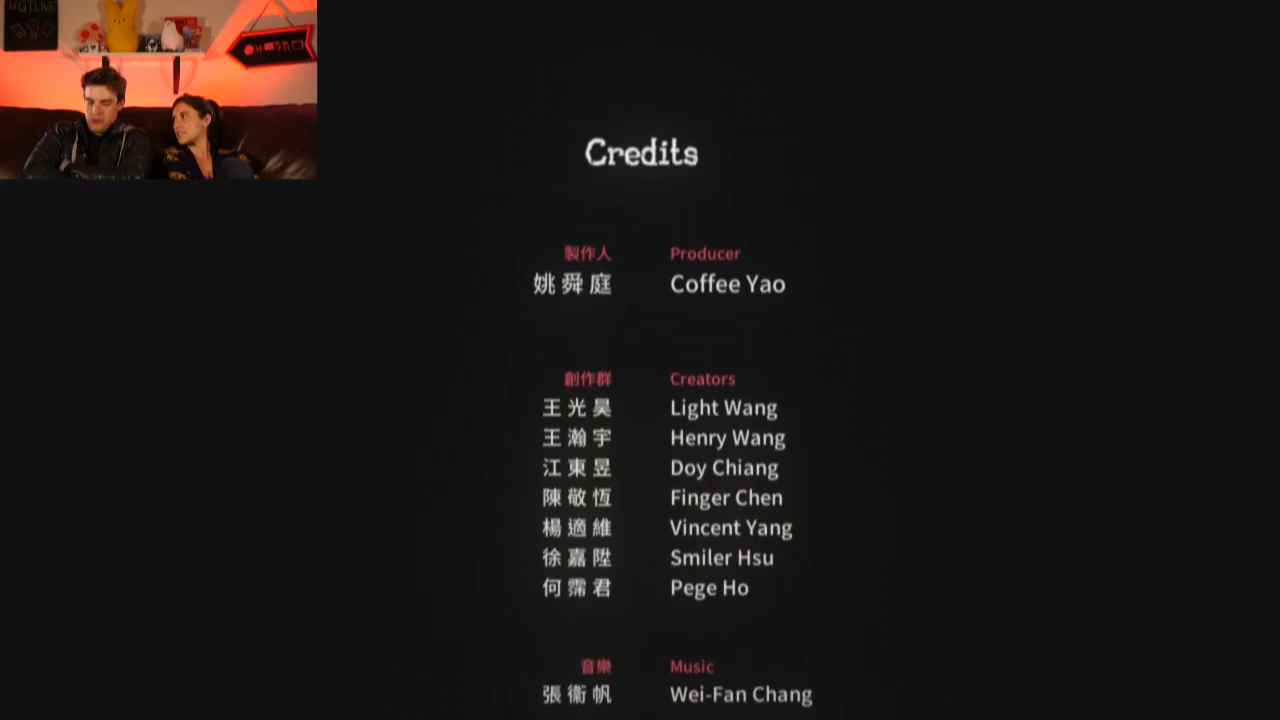 #GTLIVE
Credits
製作人 Producer
姚舜庭 Coffee Yao
創作群 Creators
王光昊 Light Wang
王瀚宇 Henry Wang
江東昱 Doy Chiang
陳敬恆 Finger Chen
楊適維 Vincent Yang
徐嘉陞 Smiler Hsu
何霈君 Pege Ho
音樂 Music
張衞帆 Wei-Fan Chang